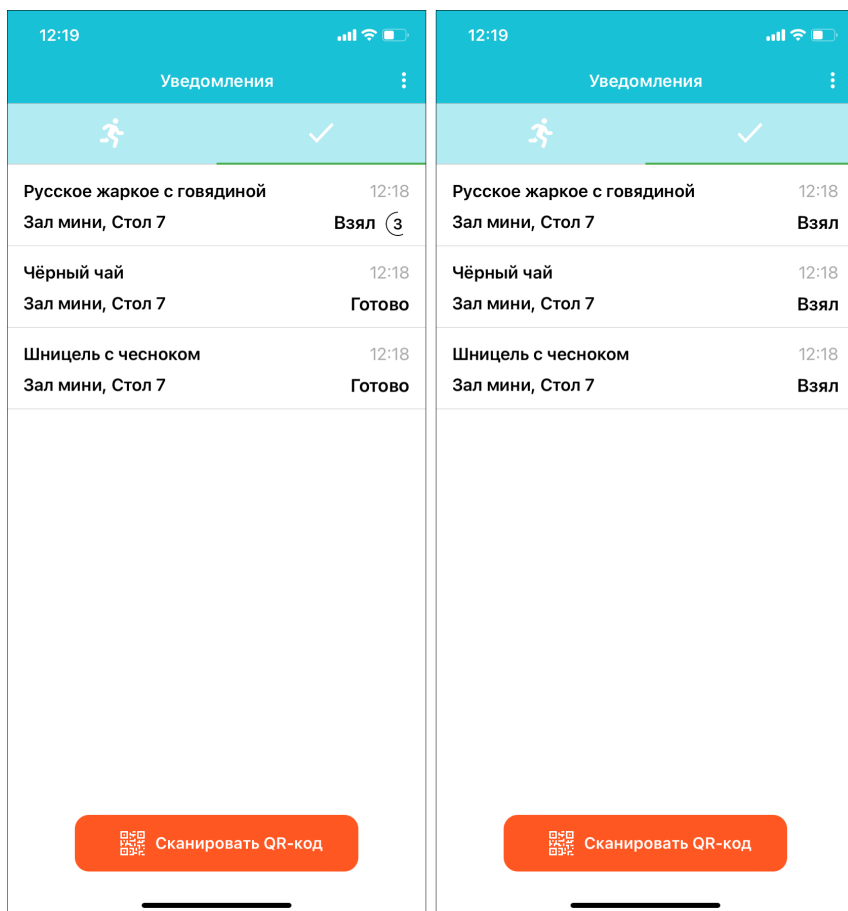 12:19
Уведомления
Русское жаркое с говядиной 12:18
Зал мини, Стол 7 Взял 3
Чёрный чай 12:18
Зал мини, Стол 7 Готово
Шницель с чесноком 12:18
Зал мини, Стол 7 Готово
Сканировать QR-код
12:19
Уведомления
Русское жаркое с говядиной 12:18
Зал мини, Стол 7 Взял
Чёрный чай 12:18
Зал мини, Стол 7 Взял
Шницель с чесноком 12:18
Зал мини, Стол 7 Взял
Сканировать QR-код